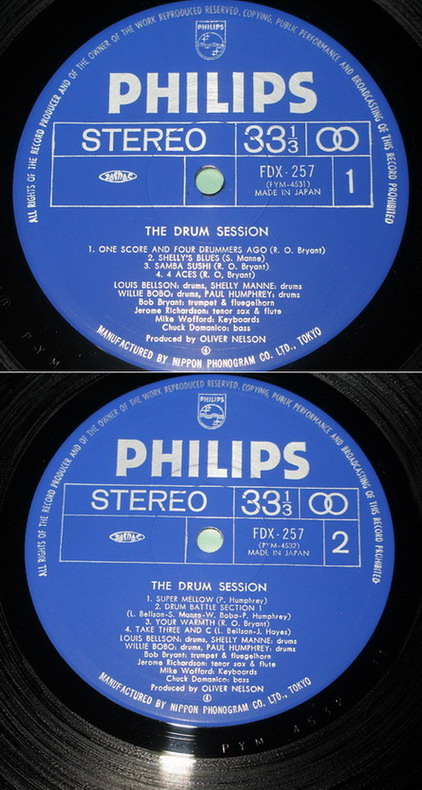 ALL RIGHTS OF THE RECORD PRODUCER AND OF THE OWNER OF THE WORK REPRODUCED RESERVED. COPYING, PUBLIC PERFORMANCE AND BROADCASTING OF THIS RECORD PROHIBITED
PHILIPS
PHILIPS
STEREO 33 1/3
FDX-257
(PYM-4531)
MADE IN JAPAN
1
THE DRUM SESSION
1. ONE SCORE AND FOUR DRUMMERS AGO (R. O. Bryant)
2. SHELLY'S BLUES (S. Manne)
3. SAMBA SUSHI (R. O. Bryant)
4. 4 ACES (R. O. Bryant)
LOUIS BELLSON: drums, SHELLY MANNE: drums
WILLIE BOBO: drums, PAUL HUMPHREY: drums
Bob Bryant: trumpet & fluegelhorn
Jerome Richardson: tenor sax & flute
Mike Wofford: Keyboards
Chuck Domanico: bass
Produced by OLIVER NELSON
MANUFACTURED BY NIPPON PHONOGRAM CO. LTD., TOKYO
P Y M
ALL RIGHTS OF THE RECORD PRODUCER AND OF THE OWNER OF THE WORK REPRODUCED RESERVED. COPYING, PUBLIC PERFORMANCE AND BROADCASTING OF THIS RECORD PROHIBITED
PHILIPS
PHILIPS
STEREO 33 1/3
FDX-257
(PYM-4532)
MADE IN JAPAN
2
THE DRUM SESSION
1. SUPER MELLOW (P. Humphrey)
2. DRUM BATTLE SECTION 1
(L. Bellson-S. Manne-W. Bobo-P. Humphrey)
3. YOUR WARMTH (R. O. Bryant)
4. TAKE THREE AND C (L. Bellson-J. Hayes)
LOUIS BELLSON: drums, SHELLY MANNE: drums
WILLIE BOBO: drums, PAUL HUMPHREY: drums
Bob Bryant: trumpet & fluegelhorn
Jerome Richardson: tenor sax & flute
Mike Wofford: Keyboards
Chuck Domanico: bass
Produced by OLIVER NELSON
MANUFACTURED BY NIPPON PHONOGRAM CO. LTD., TOKYO
P Y M 4 5 3 2